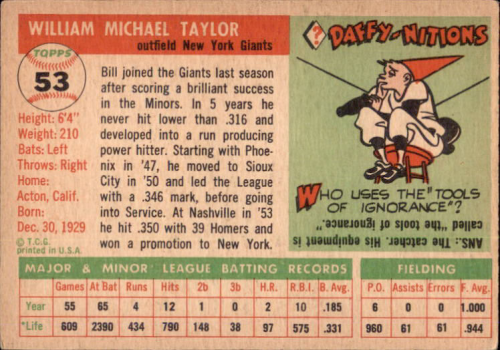 WILLIAM MICHAEL TAYLOR
outfield New York Giants
TOPPS
53
Height: 6'4"
Weight: 210
Bats: Left
Throws: Right
Home:
Acton, Calif.
Born:
Dec. 30, 1929
© T.C.G.
printed in U.S.A.
Bill joined the Giants last season
after scoring a brilliant success
in the Minors. In 5 years he
never hit lower than .316 and
developed into a run producing
power hitter. Starting with Phoe-
nix in '47, he moved to Sioux
City in '50 and led the League
with a .346 mark, before going
into Service. At Nashville in '53
he hit .350 with 39 Homers and
won a promotion to New York.
? DAFFY-NITIONS
WHO USES THE "TOOLS
OF IGNORANCE"?
ANS.: The catcher. His equipment is
called "the tools of ignorance."
MAJOR & MINOR LEAGUE BATTING RECORDS FIELDING
Games At Bat Runs Hits 2b 3b H.R. R.B.I. B. Avg. P.O. Assists Errors F. Avg.
Year 55 65 4 12 1 0 2 10 .185 6 0 0 1.000
*Life 609 2390 434 790 148 38 97 575 .331 960 61 61 .944